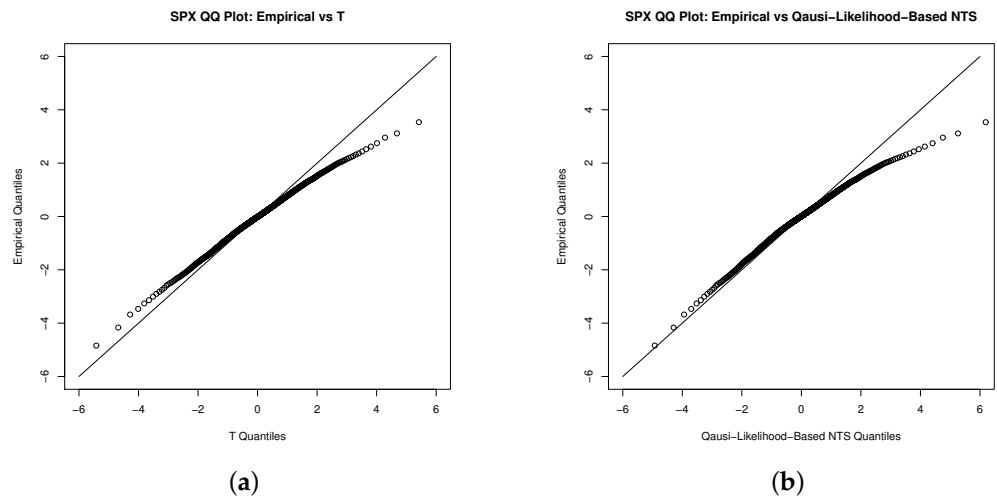 SPX QQ Plot: Empirical vs T
6
4
2
0
−2
−4
−6
Empirical Quantiles
−6 −4 −2 0 2 4 6
T Quantiles
(a)
SPX QQ Plot: Empirical vs Qausi−Likelihood−Based NTS
6
4
2
0
−2
−4
−6
Empirical Quantiles
−6 −4 −2 0 2 4 6
Qausi−Likelihood−Based NTS Quantiles
(b)